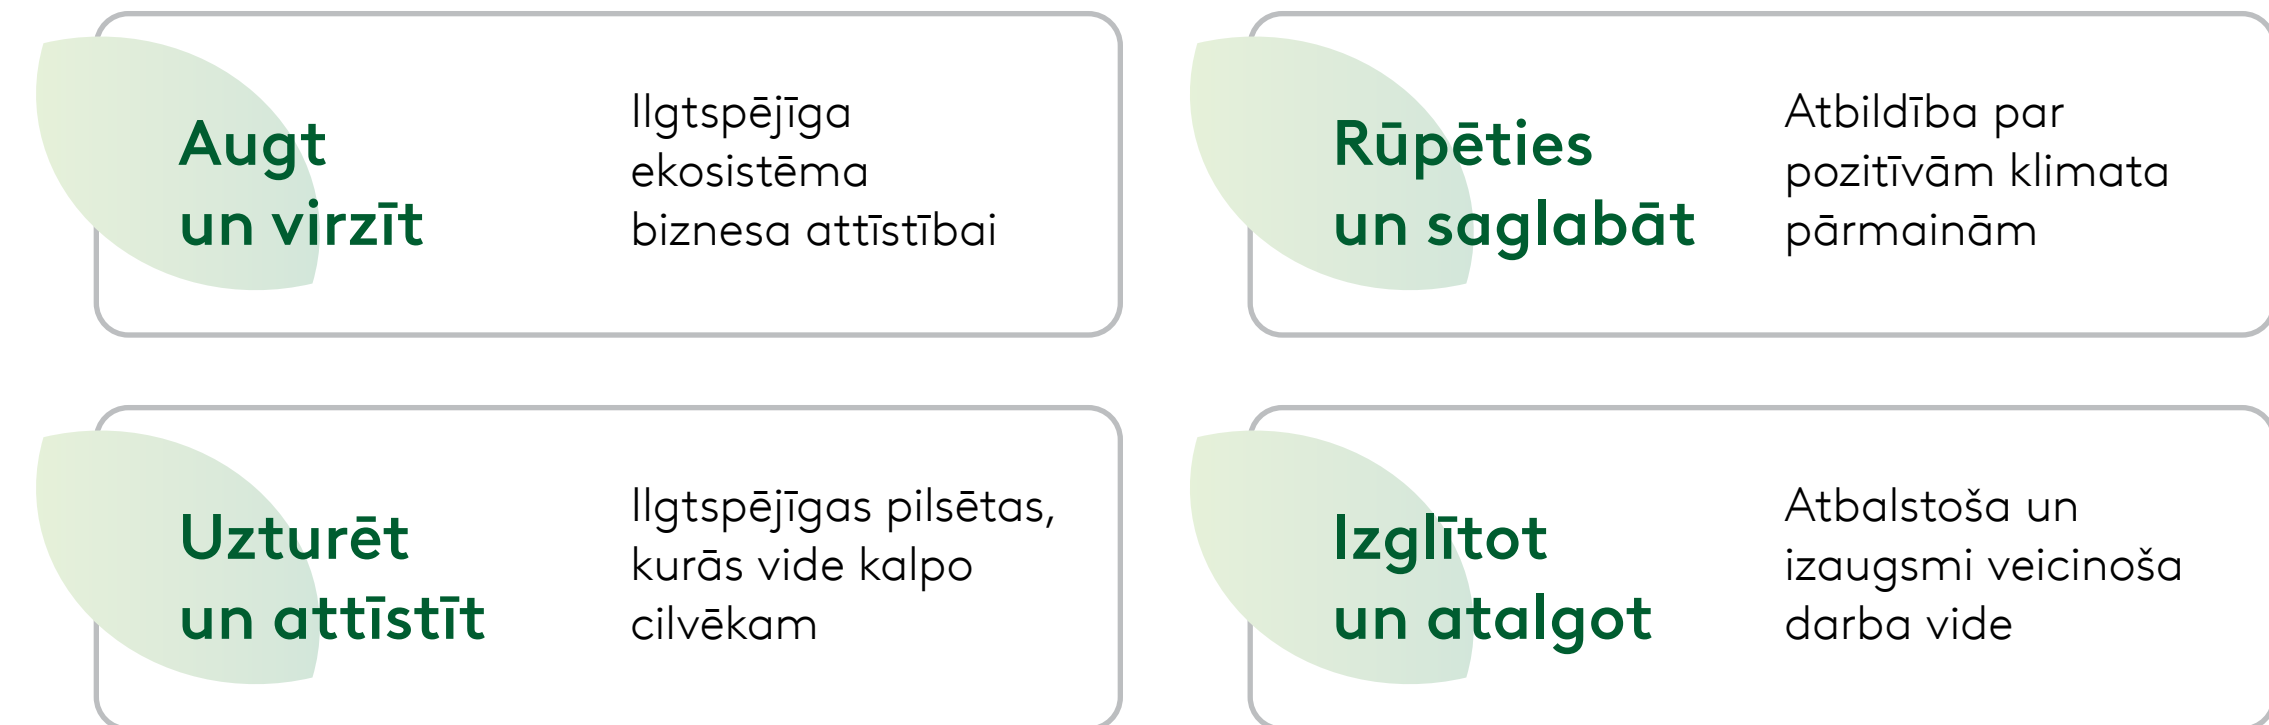 Augt
un virzīt
Ilgtspējīga
ekosistēma
biznesa attīstībai
Rūpēties
un saglabāt
Atbildība par
pozitīvām klimata
pārmainām
Uzturēt
un attīstīt
Ilgtspējīgas pilsētas,
kurās vide kalpo
cilvēkam
Izglītot
un atalgot
Atbalstoša un
izaugsmi veicinoša
darba vide